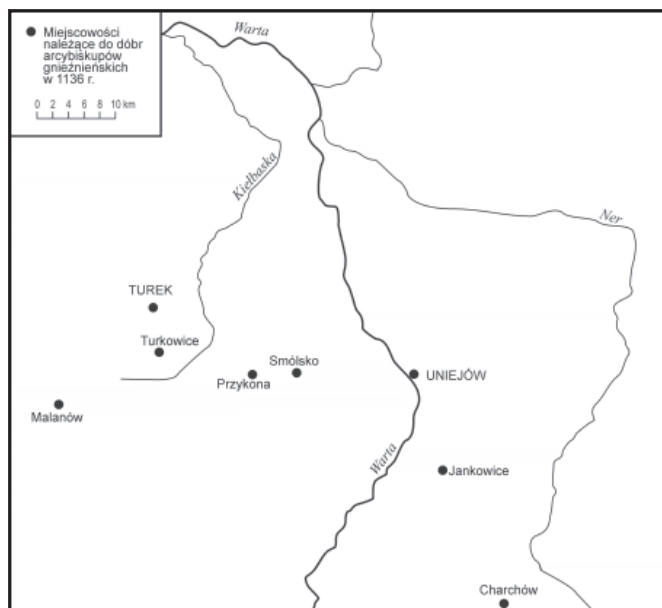 Miejscowości
należące do dóbr
arcybiskupów
gnieźnieńskich
w 1136 r.
0 2 4 6 8 10 km
Warta
Kiełbaska
Ner
TUREK
Turkowice
Smólsko
Przykona
UNIEJÓW
Malanów
Warta
Jankowice
Charchów